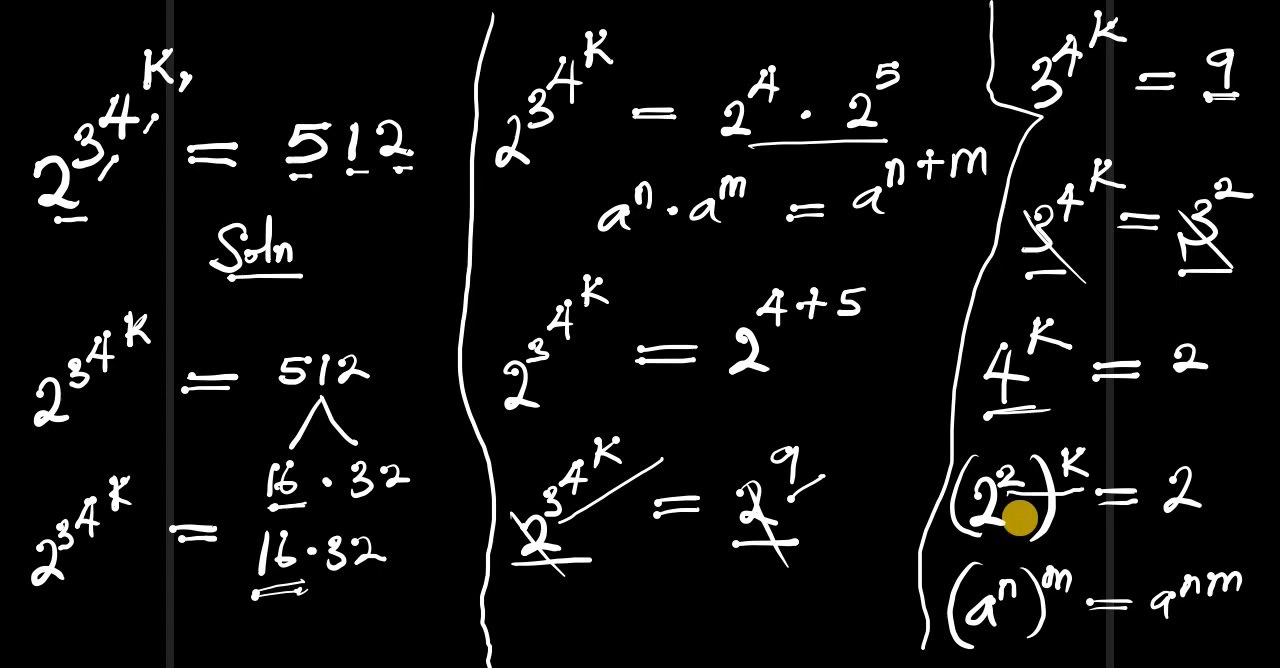 2^3^4^K, = 512
Soln
2^3^4^K = 512
16 · 32
2^3^4^K = 16 · 32
2^3^4^K = 2^4 · 2^5
a^n · a^m = a^n+m
2^3^4^K = 2^4+5
2^3^4^K = 2^9
3^4^K = 9
3^4^K = 3^2
4^K = 2
(2^2)^K = 2
(a^n)^m = a^nm